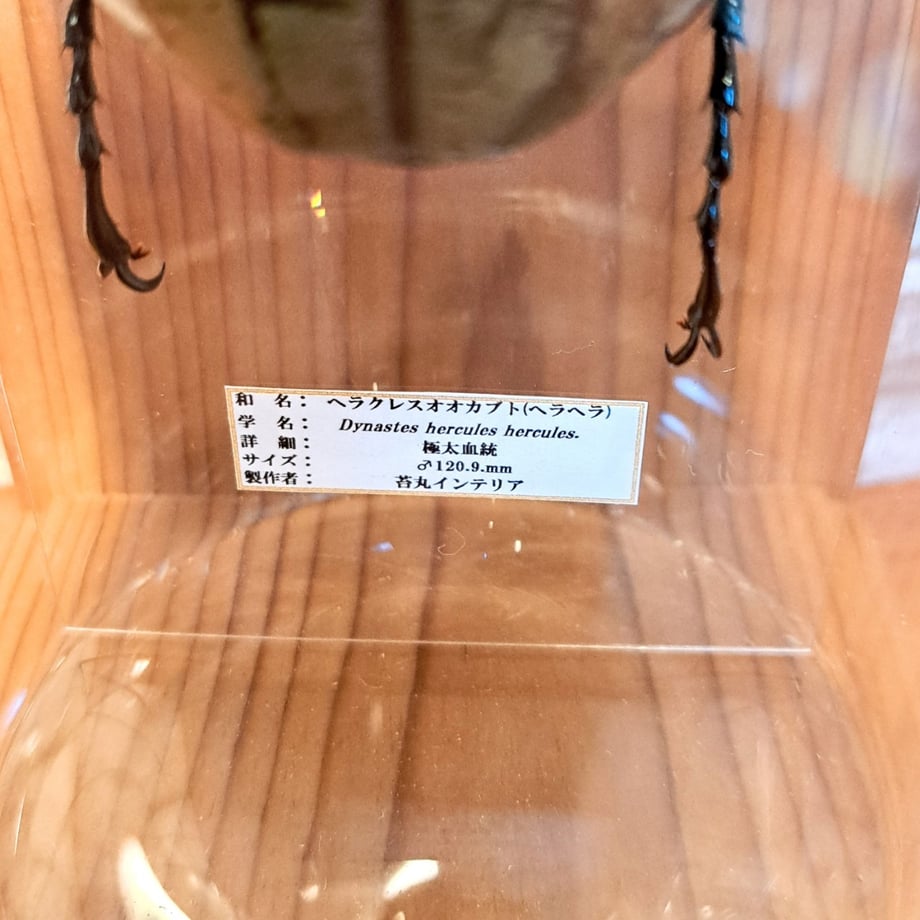 和 名： ヘラクレスオオカブト(ヘラヘラ)
学 名： Dynastes hercules hercules.
詳 細： 極太血統
サイズ： ♂120.9.mm
製作者： 苔丸インテリア